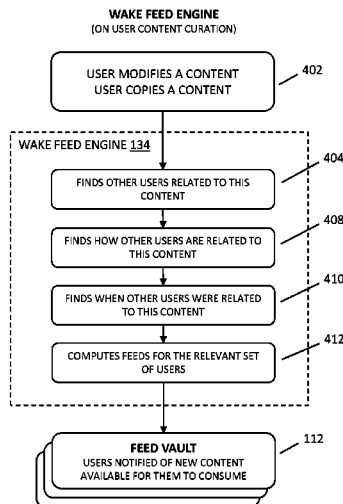 WAKE FEED ENGINE
(ON USER CONTENT CURATION)
USER MODIFIES A CONTENT
USER COPIES A CONTENT
402
WAKE FEED ENGINE 134
404
FINDS OTHER USERS RELATED TO THIS
CONTENT
408
FINDS HOW OTHER USERS ARE RELATED TO
THIS CONTENT
410
FINDS WHEN OTHER USERS WERE RELATED
TO THIS CONTENT
412
COMPUTES FEEDS FOR THE RELEVANT SET
OF USERS
FEED VAULT
112
USERS NOTIFIED OF NEW CONTENT
AVAILABLE FOR THEM TO CONSUME